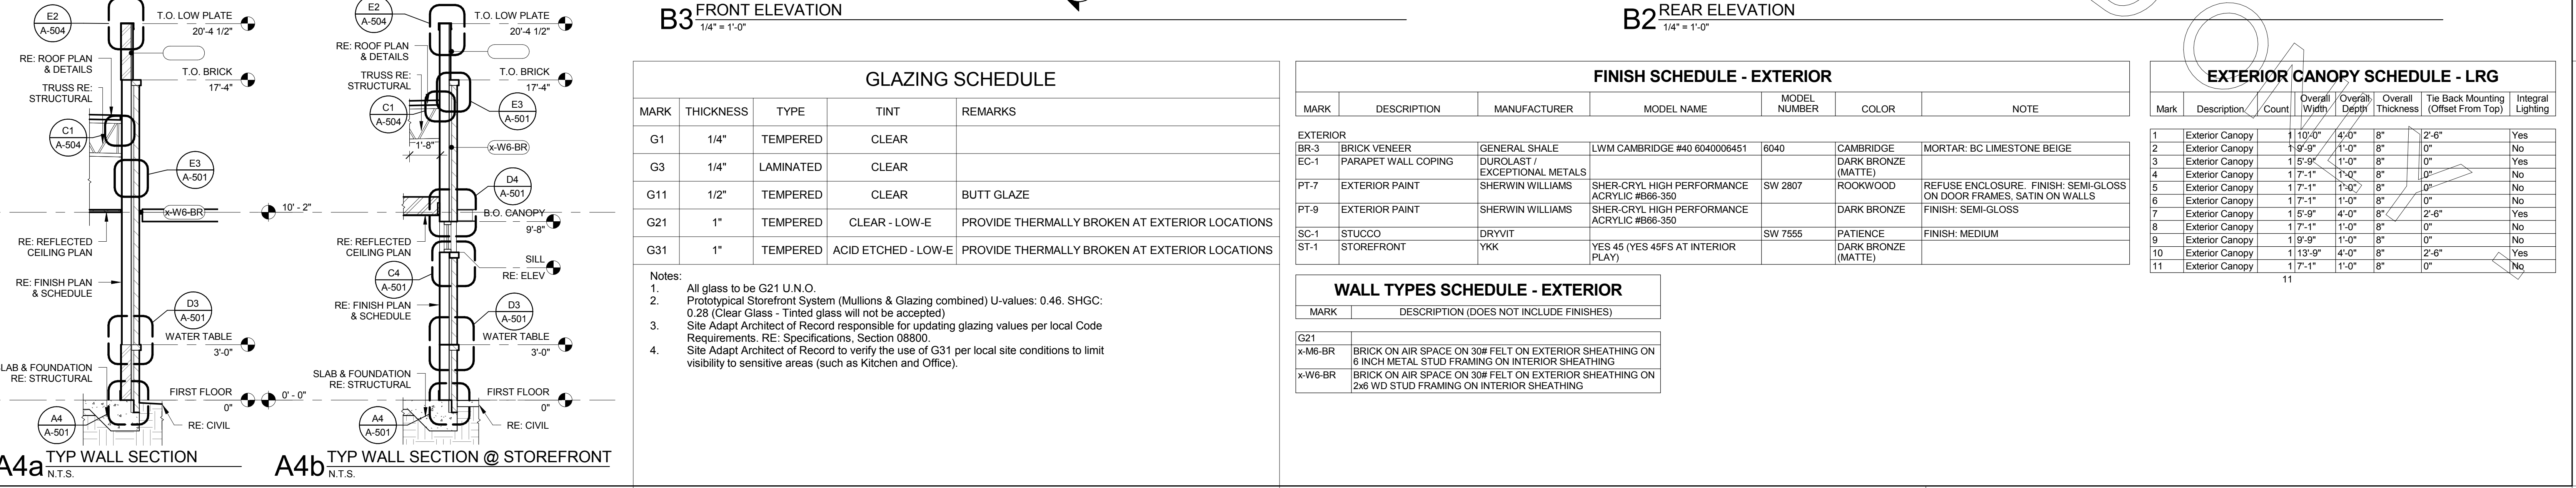 E2
A-504
T.O. LOW PLATE
20'-4 1/2"
RE: ROOF PLAN
& DETAILS
T.O. BRICK
17'-4"
TRUSS RE:
STRUCTURAL
C1
A-504
E3
A-501
x-W6-BR
10' - 2"
RE: REFLECTED
CEILING PLAN
RE: FINISH PLAN
& SCHEDULE
D3
A-501
WATER TABLE
3'-0"
SLAB & FOUNDATION
RE: STRUCTURAL
FIRST FLOOR
0"
0' - 0"
A4
A-501
RE: CIVIL
A4a TYP WALL SECTION
N.T.S.
E2
A-504
T.O. LOW PLATE
20'-4 1/2"
RE: ROOF PLAN
& DETAILS
TRUSS RE:
STRUCTURAL
T.O. BRICK
17'-4"
C1
A-504
E3
A-501
1'-8"
x-W6-BR
D4
A-501
B.O. CANOPY
9'-8"
RE: REFLECTED
CEILING PLAN
SILL
RE: ELEV
C4
A-501
RE: FINISH PLAN
& SCHEDULE
D3
A-501
WATER TABLE
3'-0"
SLAB & FOUNDATION
RE: STRUCTURAL
FIRST FLOOR
0"
A4
A-501
RE: CIVIL
A4b TYP WALL SECTION @ STOREFRONT
N.T.S.
B3 FRONT ELEVATION
1/4" = 1'-0"
B2 REAR ELEVATION
1/4" = 1'-0"
GLAZING SCHEDULE
MARK THICKNESS TYPE TINT REMARKS
G1 1/4" TEMPERED CLEAR
G3 1/4" LAMINATED CLEAR
G11 1/2" TEMPERED CLEAR BUTT GLAZE
G21 1" TEMPERED CLEAR - LOW-E PROVIDE THERMALLY BROKEN AT EXTERIOR LOCATIONS
G31 1" TEMPERED ACID ETCHED - LOW-E PROVIDE THERMALLY BROKEN AT EXTERIOR LOCATIONS
Notes:
1. All glass to be G21 U.N.O.
2. Prototypical Storefront System (Mullions & Glazing combined) U-values: 0.46. SHGC:
0.28 (Clear Glass - Tinted glass will not be accepted)
3. Site Adapt Architect of Record responsible for updating glazing values per local Code
Requirements. RE: Specifications, Section 08800.
4. Site Adapt Architect of Record to verify the use of G31 per local site conditions to limit
visibility to sensitive areas (such as Kitchen and Office).
FINISH SCHEDULE - EXTERIOR
MARK DESCRIPTION MANUFACTURER MODEL NAME MODEL NUMBER COLOR NOTE
EXTERIOR
BR-3 BRICK VENEER GENERAL SHALE LWM CAMBRIDGE #40 6040006451 6040 CAMBRIDGE MORTAR: BC LIMESTONE BEIGE
EC-1 PARAPET WALL COPING DUROLAST / EXCEPTIONAL METALS DARK BRONZE (MATTE)
PT-7 EXTERIOR PAINT SHERWIN WILLIAMS SHER-CRYL HIGH PERFORMANCE ACRYLIC #B66-350 SW 2807 ROOKWOOD REFUSE ENCLOSURE. FINISH: SEMI-GLOSS ON DOOR FRAMES, SATIN ON WALLS
PT-9 EXTERIOR PAINT SHERWIN WILLIAMS SHER-CRYL HIGH PERFORMANCE ACRYLIC #B66-350 DARK BRONZE FINISH: SEMI-GLOSS
SC-1 STUCCO DRYVIT SW 7555 PATIENCE FINISH: MEDIUM
ST-1 STOREFRONT YKK YES 45 (YES 45FS AT INTERIOR PLAY) DARK BRONZE (MATTE)
WALL TYPES SCHEDULE - EXTERIOR
MARK DESCRIPTION (DOES NOT INCLUDE FINISHES)
G21
x-M6-BR BRICK ON AIR SPACE ON 30# FELT ON EXTERIOR SHEATHING ON
6 INCH METAL STUD FRAMING ON INTERIOR SHEATHING
x-W6-BR BRICK ON AIR SPACE ON 30# FELT ON EXTERIOR SHEATHING ON
2x6 WD STUD FRAMING ON INTERIOR SHEATHING
EXTERIOR CANOPY SCHEDULE - LRG
Mark Description Count Overall Width Overall Depth Overall Thickness Tie Back Mounting (Offset From Top) Integral Lighting
1 Exterior Canopy 1 10'-0" 4'-0" 8" 2'-6" Yes
2 Exterior Canopy 1 9'-9" 1'-0" 8" 0" No
3 Exterior Canopy 1 5'-9" 1'-0" 8" 0" Yes
4 Exterior Canopy 1 7'-1" 1'-0" 8" 0" No
5 Exterior Canopy 1 7'-1" 1'-0" 8" 0" No
6 Exterior Canopy 1 7'-1" 1'-0" 8" 0" No
7 Exterior Canopy 1 5'-9" 4'-0" 8" 2'-6" Yes
8 Exterior Canopy 1 7'-1" 1'-0" 8" 0" No
9 Exterior Canopy 1 9'-9" 1'-0" 8" 0" No
10 Exterior Canopy 1 13'-9" 4'-0" 8" 2'-6" Yes
11 Exterior Canopy 1 7'-1" 1'-0" 8" 0" No
11